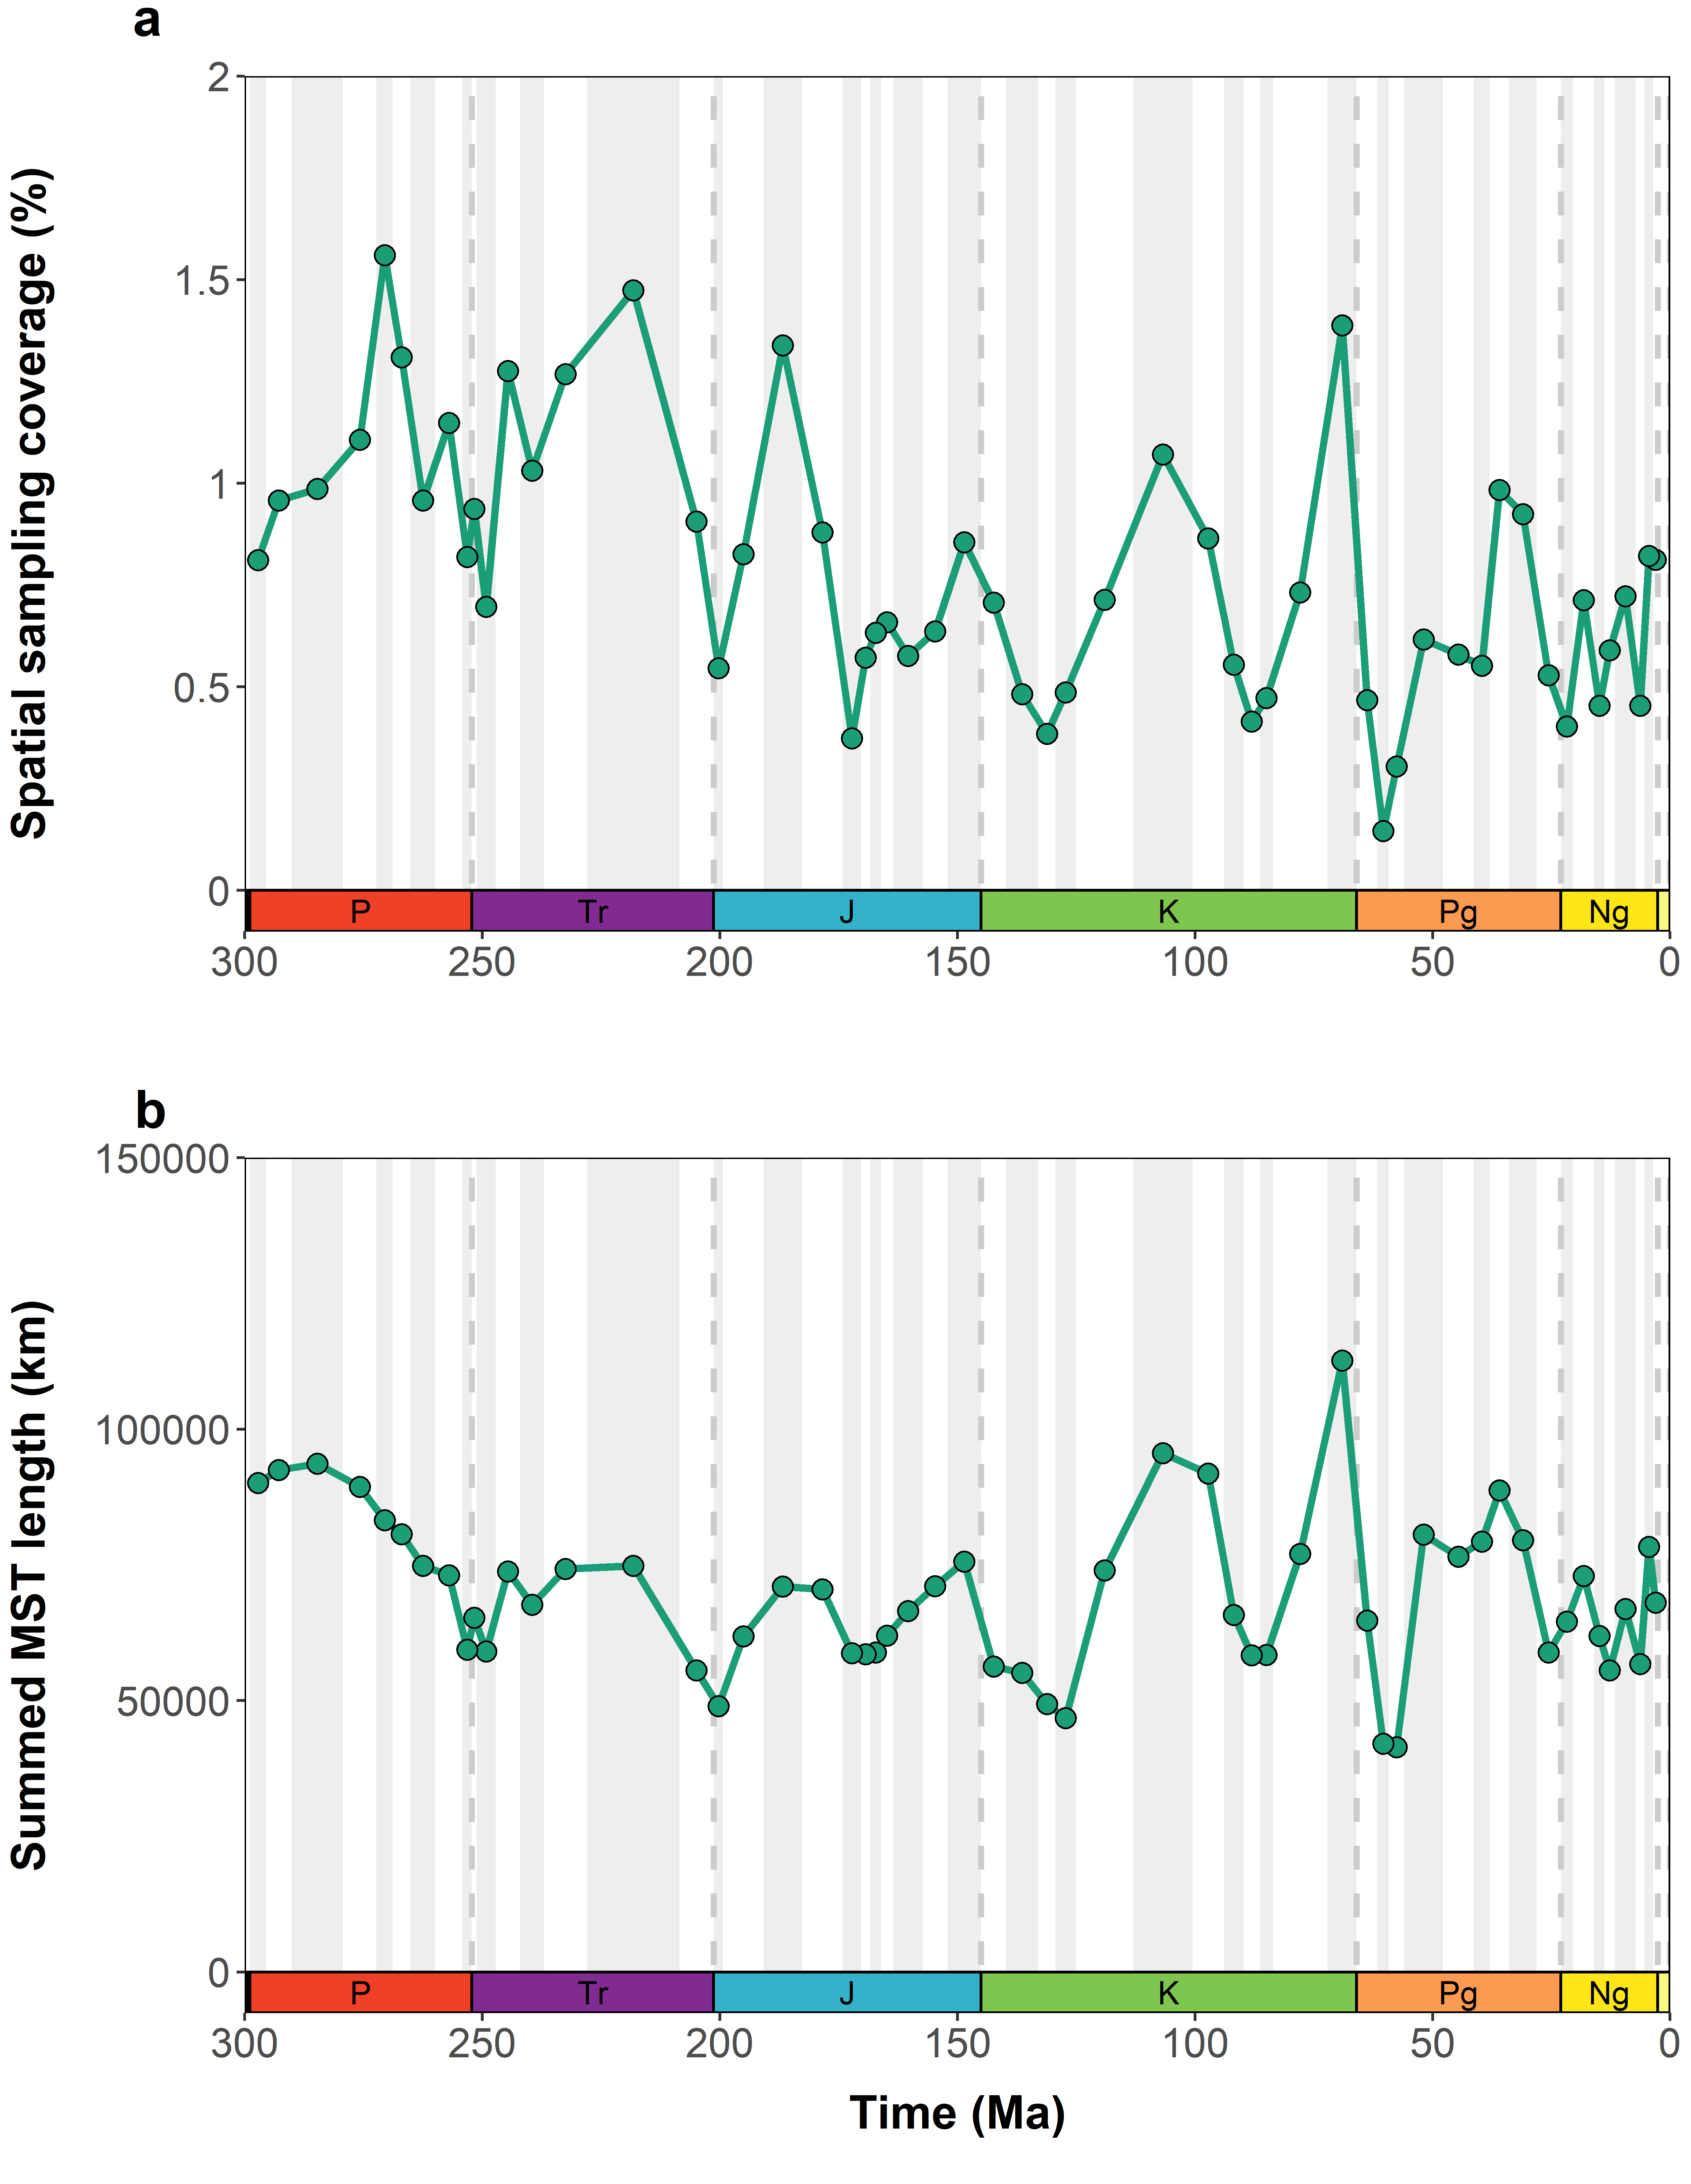 a
Spatial sampling coverage (%)
2
1.5
1
0.5
0
P Tr J K Pg Ng
300 250 200 150 100 50 0
b
Summed MST length (km)
150000
100000
50000
0
P Tr J K Pg Ng
300 250 200 150 100 50 0
Time (Ma)